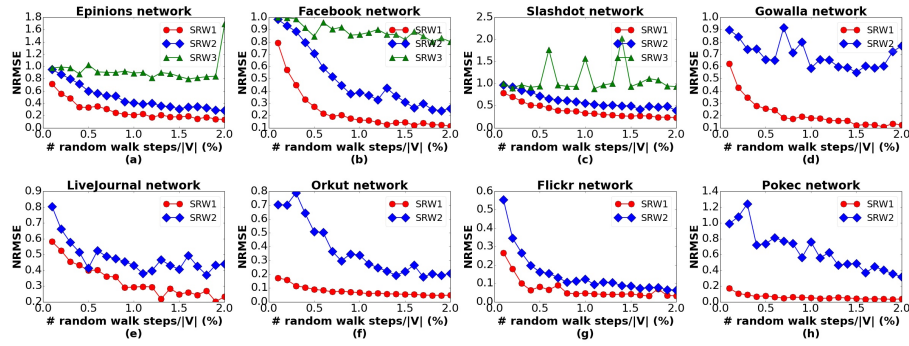 Epinions network
NRMSE
1.8
1.6
1.4
1.2
1.0
0.8
0.6
0.4
0.2
0.0
0.0 0.5 1.0 1.5 2.0
SRW1
SRW2
SRW3
# random walk steps/|V| (%)
(a)
Facebook network
NRMSE
1.0
0.9
0.8
0.7
0.6
0.5
0.4
0.3
0.2
0.1
0.0 0.5 1.0 1.5 2.0
SRW1
SRW2
SRW3
# random walk steps/|V| (%)
(b)
Slashdot network
NRMSE
2.5
2.0
1.5
1.0
0.5
0.0
0.0 0.5 1.0 1.5 2.0
SRW1
SRW2
SRW3
# random walk steps/|V| (%)
(c)
Gowalla network
NRMSE
1.0
0.9
0.8
0.7
0.6
0.5
0.4
0.3
0.2
0.1
0.0 0.5 1.0 1.5 2.0
SRW1
SRW2
# random walk steps/|V| (%)
(d)
LiveJournal network
NRMSE
0.9
0.8
0.7
0.6
0.5
0.4
0.3
0.2
0.0 0.5 1.0 1.5 2.0
SRW1
SRW2
# random walk steps/|V| (%)
(e)
Orkut network
NRMSE
0.8
0.7
0.6
0.5
0.4
0.3
0.2
0.1
0.0
0.0 0.5 1.0 1.5 2.0
SRW1
SRW2
# random walk steps/|V| (%)
(f)
Flickr network
NRMSE
0.6
0.5
0.4
0.3
0.2
0.1
0.0
0.0 0.5 1.0 1.5 2.0
SRW1
SRW2
# random walk steps/|V| (%)
(g)
Pokec network
NRMSE
1.4
1.2
1.0
0.8
0.6
0.4
0.2
0.0
0.0 0.5 1.0 1.5 2.0
SRW1
SRW2
# random walk steps/|V| (%)
(h)